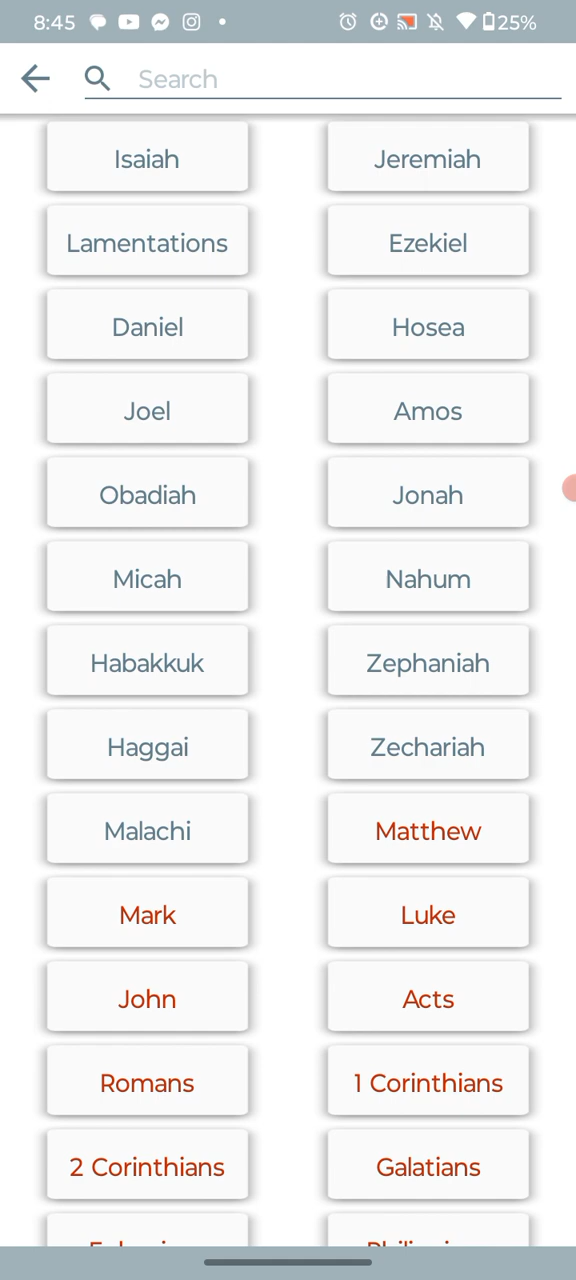 8:45 25%
Search
Isaiah Jeremiah
Lamentations Ezekiel
Daniel Hosea
Joel Amos
Obadiah Jonah
Micah Nahum
Habakkuk Zephaniah
Haggai Zechariah
Malachi Matthew
Mark Luke
John Acts
Romans 1 Corinthians
2 Corinthians Galatians